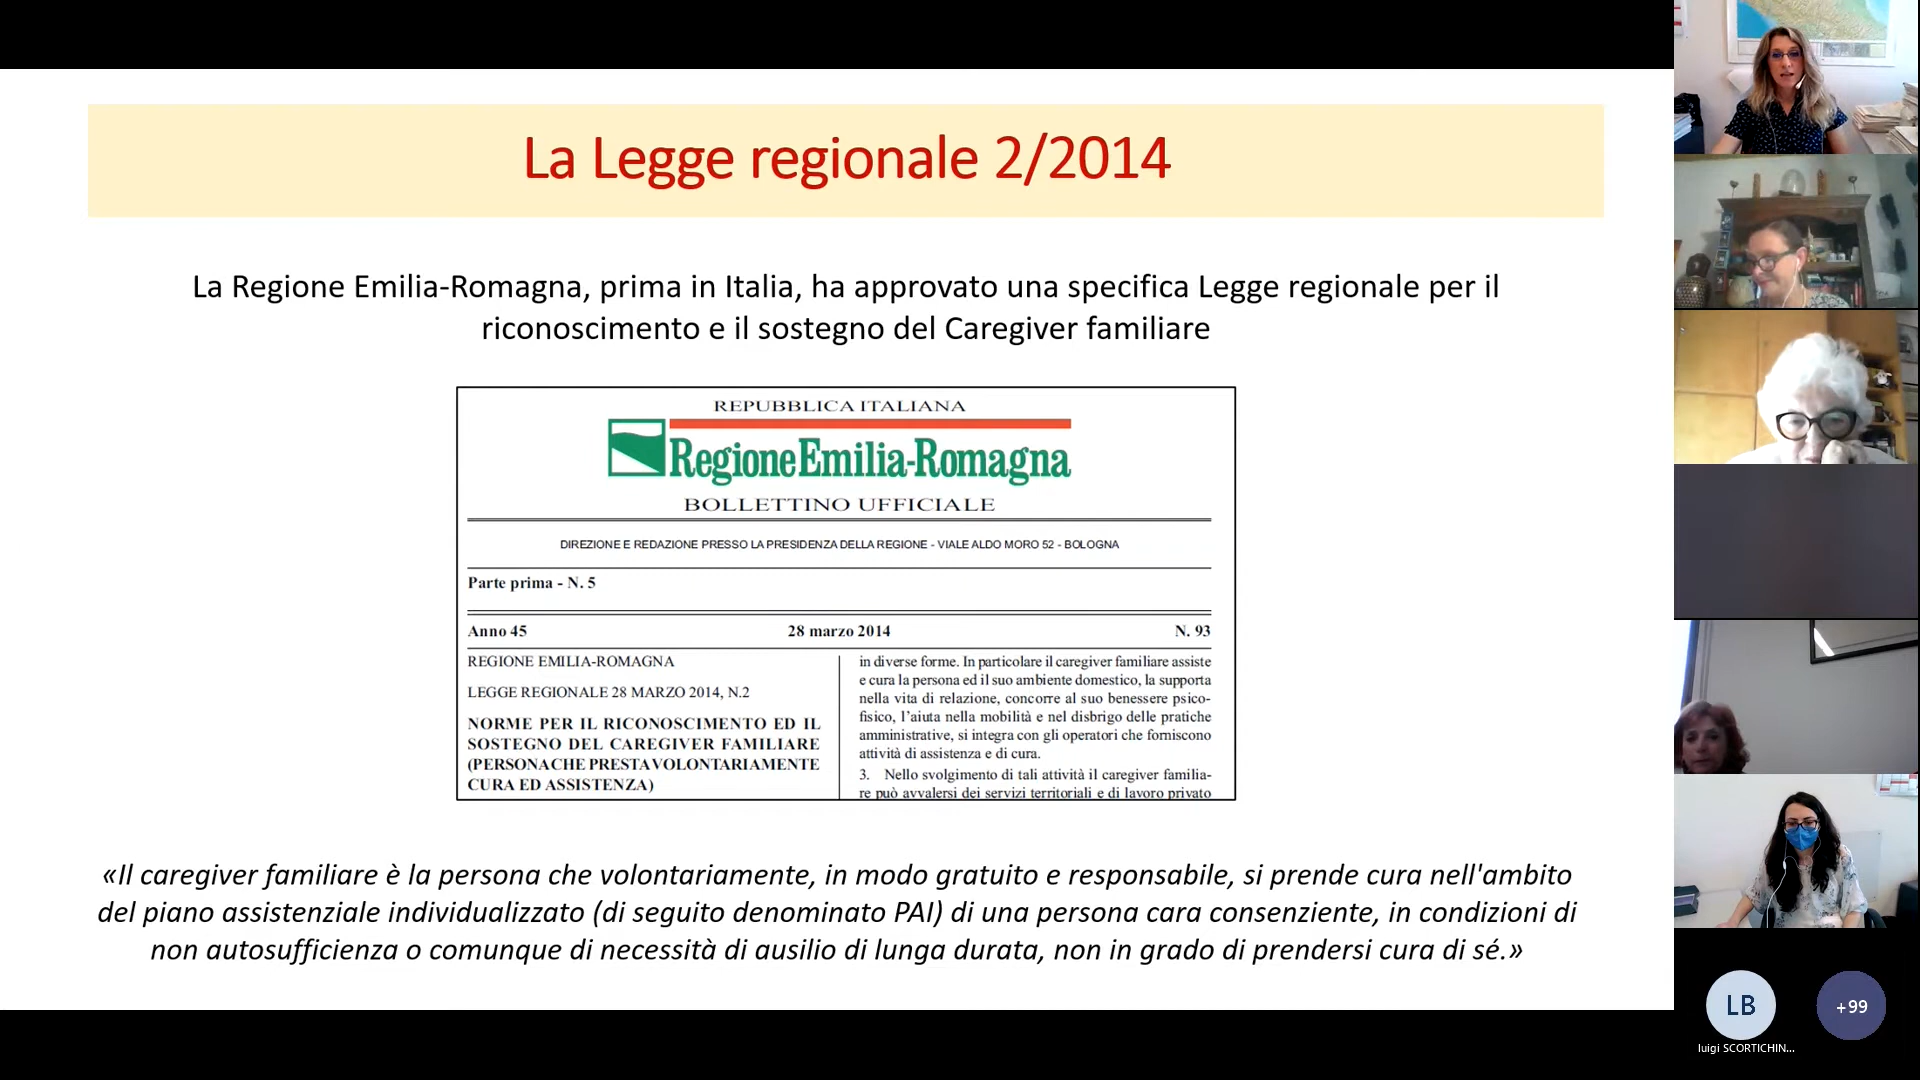 La Legge regionale 2/2014
La Regione Emilia-Romagna, prima in Italia, ha approvato una specifica Legge regionale per il
riconoscimento e il sostegno del Caregiver familiare
REPUBBLICA ITALIANA
RegioneEmilia-Romagna
BOLLETTINO UFFICIALE
DIREZIONE E REDAZIONE PRESSO LA PRESIDENZA DELLA REGIONE - VIALE ALDO MORO 52 - BOLOGNA
Parte prima - N. 5
Anno 45 28 marzo 2014 N. 93
REGIONE EMILIA-ROMAGNA
LEGGE REGIONALE 28 MARZO 2014, N.2
NORME PER IL RICONOSCIMENTO ED IL
SOSTEGNO DEL CAREGIVER FAMILIARE
(PERSONA CHE PRESTA VOLONTARIAMENTE
CURA ED ASSISTENZA)
in diverse forme. In particolare il caregiver familiare assiste
e cura la persona ed il suo ambiente domestico, la supporta
nella vita di relazione, concorre al suo benessere psico-
fisico, l'aiuta nella mobilità e nel disbrigo delle pratiche
amministrative, si integra con gli operatori che forniscono
attività di assistenza e di cura.
3. Nello svolgimento di tali attività il caregiver familia-
re può avvalersi dei servizi territoriali e di lavoro privato
«Il caregiver familiare è la persona che volontariamente, in modo gratuito e responsabile, si prende cura nell'ambito
del piano assistenziale individualizzato (di seguito denominato PAI) di una persona cara consenziente, in condizioni di
non autosufficienza o comunque di necessità di ausilio di lunga durata, non in grado di prendersi cura di sé.»
LB
+99
luigi SCORTICHIN...